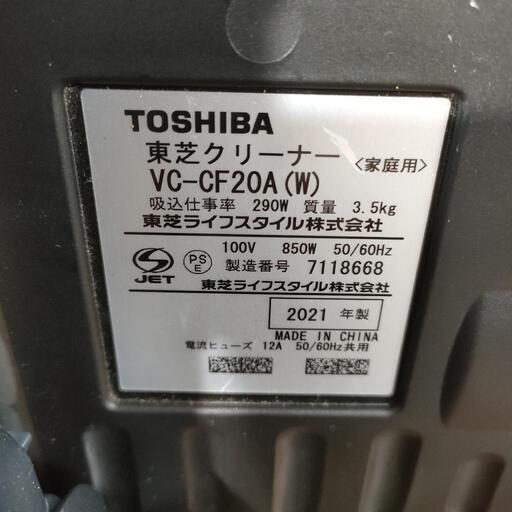 TOSHIBA
東芝クリーナー〈家庭用〉
VC-CF20A(W)
吸込仕事率 290W 質量 3.5kg
東芝ライフスタイル株式会社
100V 850W 50/60Hz
製造番号 7118668
東芝ライフスタイル株式会社
S JET
PS E
2021 年製
MADE IN CHINA
電流ヒューズ 12A 50/60Hz共用